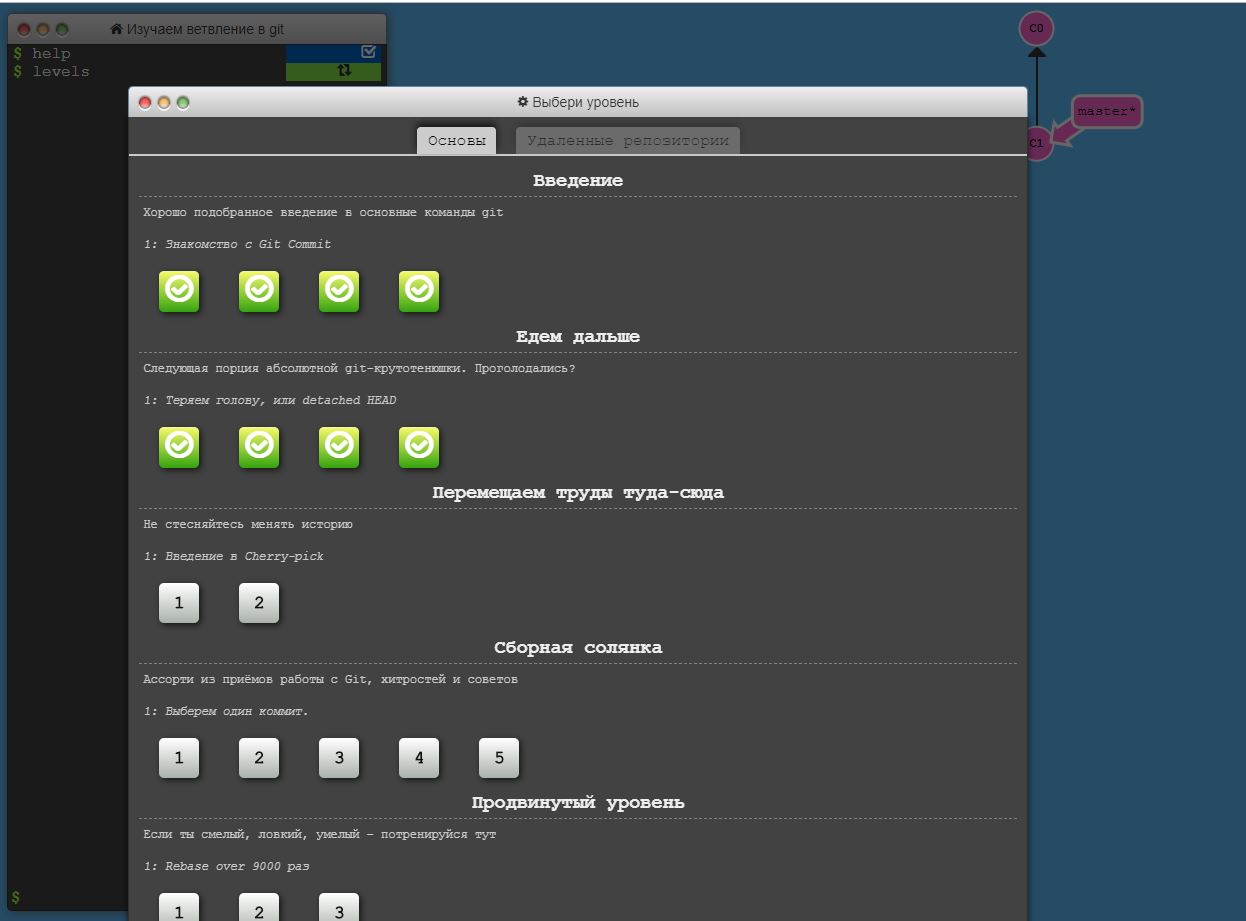 Изучаем ветвление в git
$ help
$ levels
C0
master*
C1
Выбери уровень
Основы
Удаленные репозитории
Введение
Хорошо подобранное введение в основные команды git
1: Знакомство с Git Commit
Едем дальше
Следующая порция абсолютной git-крутотенюшки. Проголодались?
1: Теряем голову, или detached HEAD
Перемещаем труды туда-сюда
Не стесняйтесь менять историю
1: Введение в Cherry-pick
1 2
Сборная солянка
Ассорти из приёмов работы с Git, хитростей и советов
1: Выберем один коммит.
1 2 3 4 5
Продвинутый уровень
Если ты смелый, ловкий, умелый - потренируйся тут
1: Rebase over 9000 раз
1 2 3
$